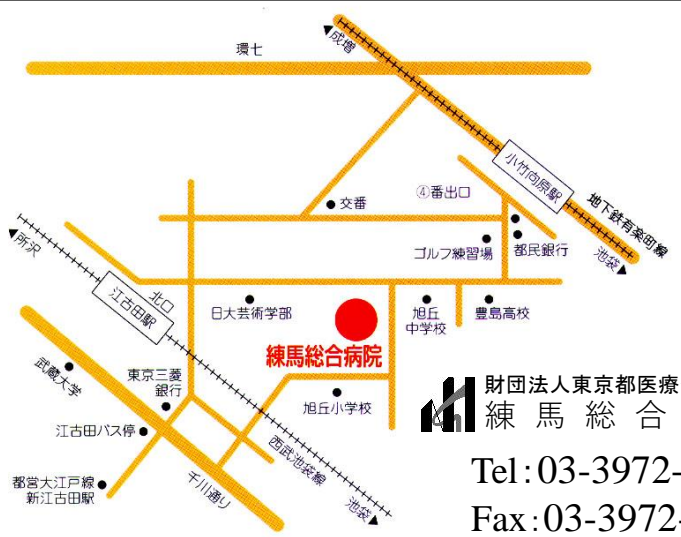 ▲成増
環七
小竹向原駅
地下鉄有楽町線
池袋▶
④番出口
● 交番
ゴルフ練習場
都民銀行
◀所沢
北口
江古田駅
日大芸術学部
練馬総合病院
旭丘
中学校
豊島高校
武蔵大学
東京三菱
銀行
旭丘小学校
江古田バス停
西武池袋線
都営大江戸線
新江古田駅
千川通り
池袋▶
財団法人東京都医療
練馬総合
Tel:03-3972-
Fax:03-3972-